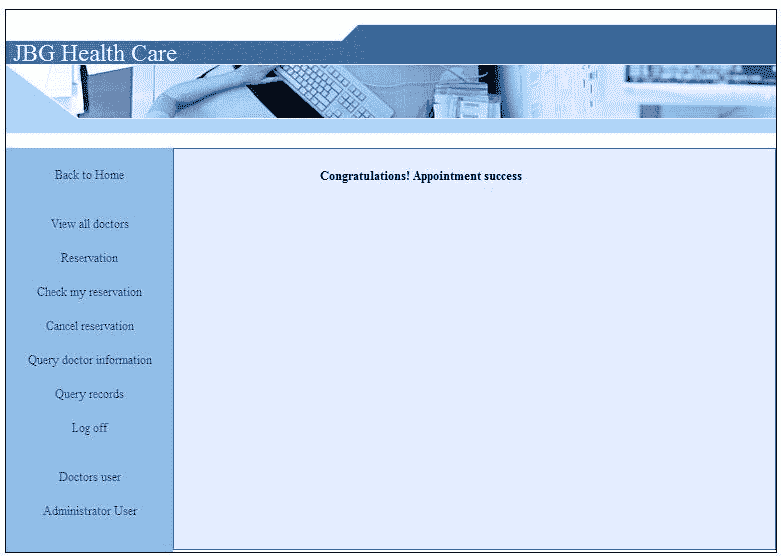 JBG Health Care
Back to Home
Congratulations! Appointment success
View all doctors
Reservation
Check my reservation
Cancel reservation
Query doctor information
Query records
Log off
Doctors user
Administrator User